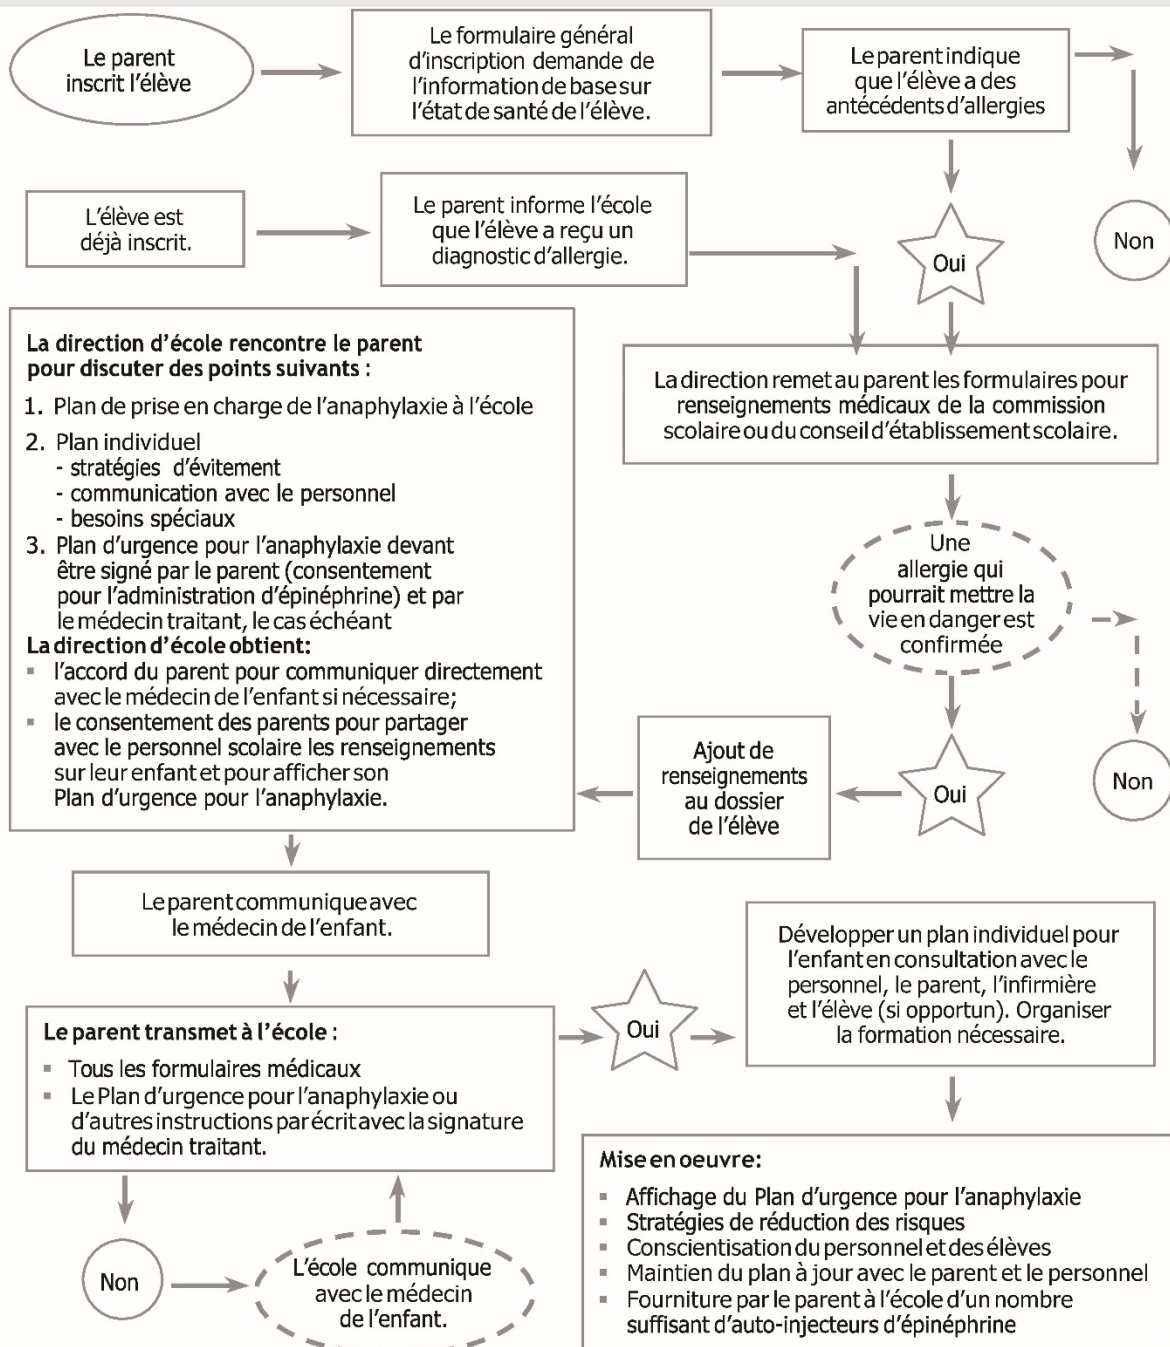 Le parent
inscrit l'élève
Le formulaire général
d'inscription demande de
l'information de base sur
l'état de santé de l'élève.
Le parent indique
que l'élève a des
antécédents d'allergies
Non
L'élève est
déjà inscrit.
Le parent informe l'école
que l'élève a reçu un
diagnostic d'allergie.
Oui
La direction remet au parent les formulaires pour
renseignements médicaux de la commission
scolaire ou du conseil d'établissement scolaire.
Une
allergie qui
pourrait mettre la
vie en danger est
confirmée
Non
Oui
Ajout de
renseignements
au dossier
de l'élève
La direction d'école rencontre le parent
pour discuter des points suivants :
1. Plan de prise en charge de l'anaphylaxie à l'école
2. Plan individuel
- stratégies d'évitement
- communication avec le personnel
- besoins spéciaux
3. Plan d'urgence pour l'anaphylaxie devant
être signé par le parent (consentement
pour l'administration d'épinéphrine) et par
le médecin traitant, le cas échéant
La direction d'école obtient:
▪ l'accord du parent pour communiquer directement
avec le médecin de l'enfant si nécessaire;
▪ le consentement des parents pour partager
avec le personnel scolaire les renseignements
sur leur enfant et pour afficher son
Plan d'urgence pour l'anaphylaxie.
Le parent communique avec
le médecin de l'enfant.
Le parent transmet à l'école :
▪ Tous les formulaires médicaux
▪ Le Plan d'urgence pour l'anaphylaxie ou
d'autres instructions par écrit avec la signature
du médecin traitant.
Oui
Développer un plan individuel pour
l'enfant en consultation avec le
personnel, le parent, l'infirmière
et l'élève (si opportun). Organiser
la formation nécessaire.
Non
L'école communique
avec le médecin
de l'enfant.
Mise en oeuvre:
▪ Affichage du Plan d'urgence pour l'anaphylaxie
▪ Stratégies de réduction des risques
▪ Conscientisation du personnel et des élèves
▪ Maintien du plan à jour avec le parent et le personnel
▪ Fourniture par le parent à l'école d'un nombre
suffisant d'auto-injecteurs d'épinéphrine